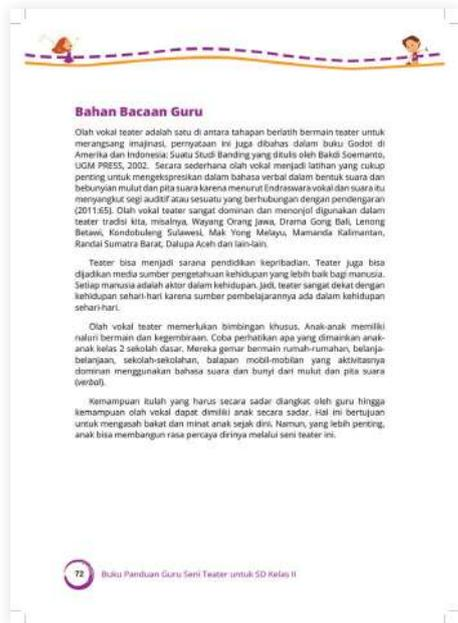 Bahan Bacaan Guru
Olah vokal teater adalah satu di antara tahapan berlatih bermain teater untuk
merangsang imajinasi, pernyataan ini juga dibahas dalam buku Godot di
Amerika dan Indonesia: Suatu Studi Banding yang ditulis oleh Bakdi Soemanto,
UGM PRESS, 2002. Secara sederhana olah vokal menjadi latihan yang cukup
penting untuk mengekspresikan dalam bahasa verbal dalam bentuk suara dan
bebunyian mulut dan pita suara karena menurut Endraswara vokal dan suara itu
menyangkut segi auditif atau sesuatu yang berhubungan dengan pendengaran
(2011:65). Olah vokal teater sangat dominan dan menonjol digunakan dalam
teater tradisi kita, misalnya, Wayang Orang Jawa, Drama Gong Bali, Lenong
Betawi, Kondobuleng Sulawesi, Mak Yong Melayu, Mamanda Kalimantan,
Randai Sumatra Barat, Dalupa Aceh dan lain-lain.
Teater bisa menjadi sarana pendidikan kepribadian. Teater juga bisa
dijadikan media sumber pengetahuan kehidupan yang lebih baik bagi manusia.
Setiap manusia adalah aktor dalam kehidupan. Jadi, teater sangat dekat dengan
kehidupan sehari-hari karena sumber pembelajarannya ada dalam kehidupan
sehari-hari.
Olah vokal teater memerlukan bimbingan khusus. Anak-anak memiliki
naluri bermain dan kegembiraan. Coba perhatikan apa yang dimainkan anak-
anak kelas 2 sekolah dasar. Mereka gemar bermain rumah-rumahan, belanja-
belanjaan, sekolah-sekolahan, balapan mobil-mobilan yang aktivitasnya
dominan menggunakan bahasa suara dan bunyi dari mulut dan pita suara
(verbal).
Kemampuan itulah yang harus secara sadar diangkat oleh guru hingga
kemampuan olah vokal dapat dimiliki anak secara sadar. Hal ini bertujuan
untuk mengasah bakat dan minat anak sejak dini. Namun, yang lebih penting,
anak bisa membangun rasa percaya dirinya melalui seni teater ini.
72 Buku Panduan Guru Seni Teater untuk SD Kelas II